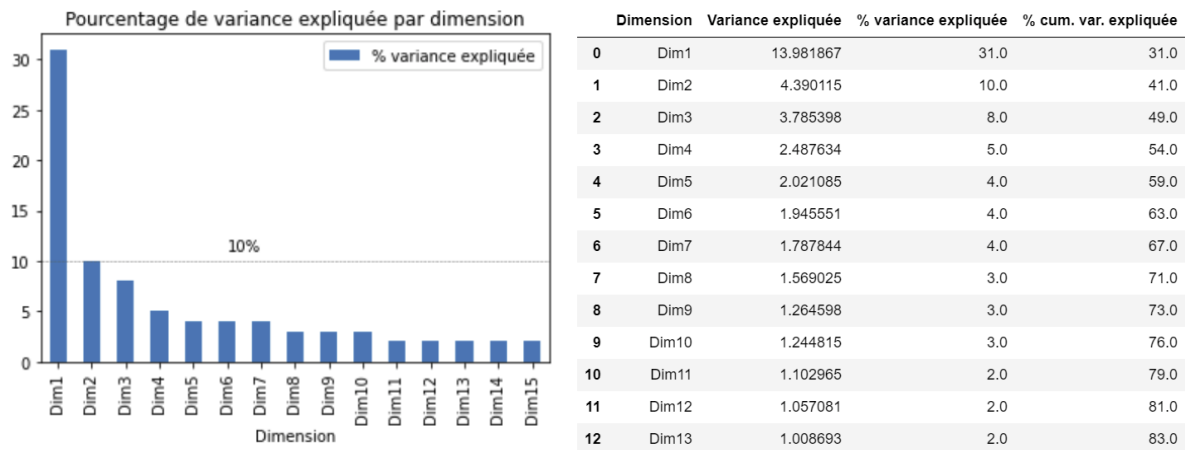 Pourcentage de variance expliquée par dimension
% variance expliquée
30
25
20
15
10
5
0
10%
Dim1 Dim2 Dim3 Dim4 Dim5 Dim6 Dim7 Dim8 Dim9 Dim10 Dim11 Dim12 Dim13 Dim14 Dim15
Dimension
Dimension Variance expliquée % variance expliquée % cum. var. expliquée
0 Dim1 13.981867 31.0 31.0
1 Dim2 4.390115 10.0 41.0
2 Dim3 3.785398 8.0 49.0
3 Dim4 2.487634 5.0 54.0
4 Dim5 2.021085 4.0 59.0
5 Dim6 1.945551 4.0 63.0
6 Dim7 1.787844 4.0 67.0
7 Dim8 1.569025 3.0 71.0
8 Dim9 1.264598 3.0 73.0
9 Dim10 1.244815 3.0 76.0
10 Dim11 1.102965 2.0 79.0
11 Dim12 1.057081 2.0 81.0
12 Dim13 1.008693 2.0 83.0